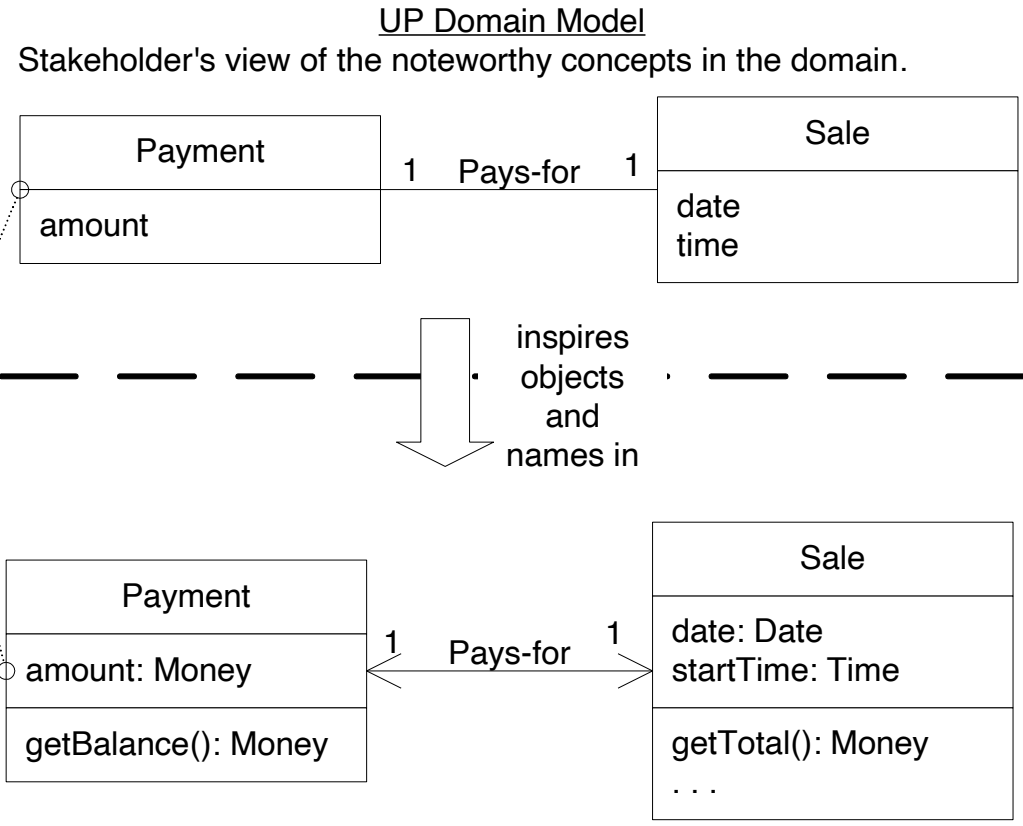 UP Domain Model
Stakeholder's view of the noteworthy concepts in the domain.
Payment
amount
1 Pays-for 1
Sale
date
time
inspires
objects
and
names in
Payment
amount: Money
getBalance(): Money
1 Pays-for 1
Sale
date: Date
startTime: Time
getTotal(): Money
. . .